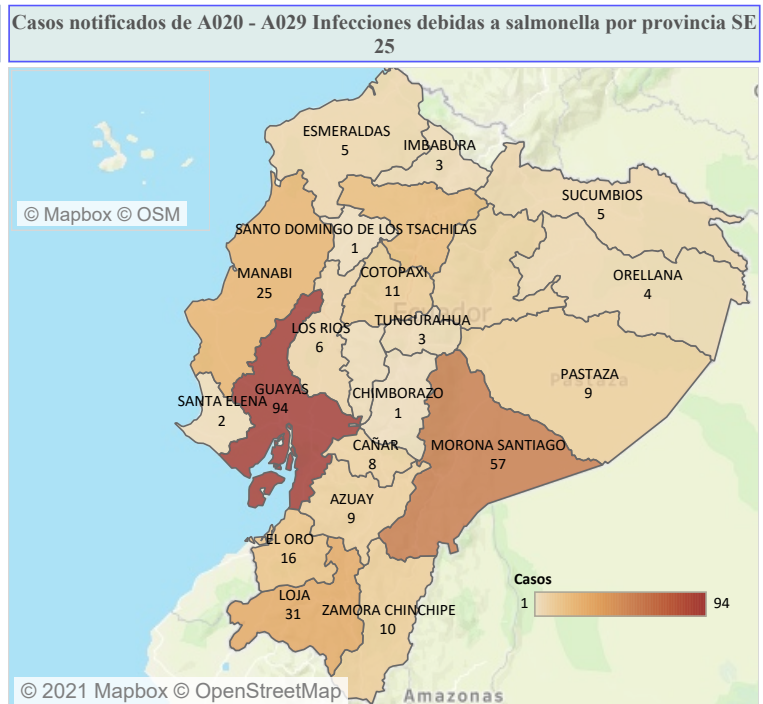 Casos notificados de A020 - A029 Infecciones debidas a salmonella por provincia SE
25
ESMERALDAS
5
IMBABURA
3
SUCUMBIOS
5
© Mapbox © OSM
SANTO DOMINGO DE LOS TSACHILAS
1
MANABI
25
COTOPAXI
11
ORELLANA
4
Ecuador
TUNGURAHUA
3
LOS RIOS
6
PASTAZA
9
Pastaza
GUAYAS
94
SANTA ELENA
2
CHIMBORAZO
1
CAÑAR
8
MORONA SANTIAGO
57
AZUAY
9
EL ORO
16
LOJA
31
ZAMORA CHINCHIPE
10
Casos
1
94
© 2021 Mapbox © OpenStreetMap
Amazonas